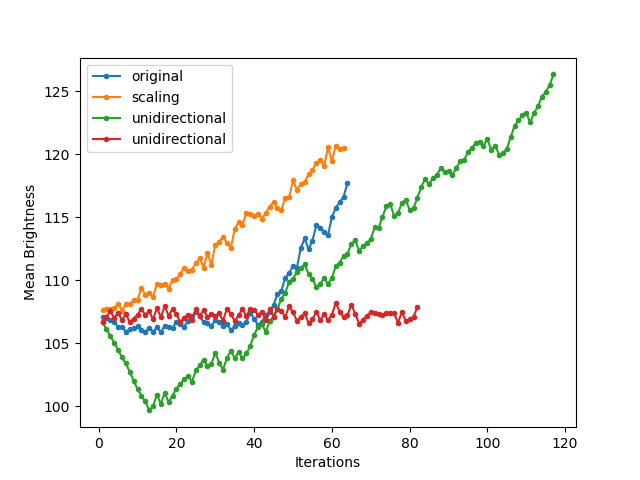 original
scaling
unidirectional
unidirectional
125
120
115
110
105
100
Mean Brightness
0 20 40 60 80 100 120
Iterations